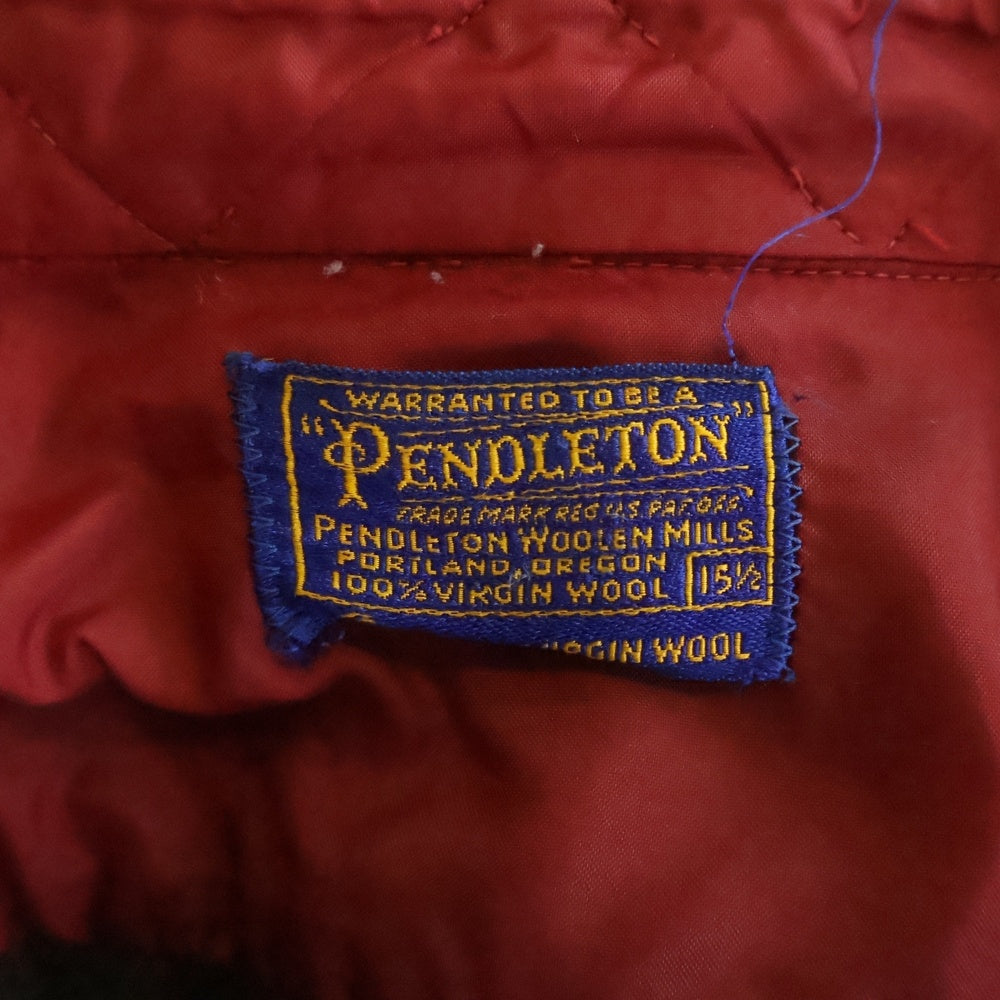 WARRANTED TO BE A
"PENDLETON"
TRADE MARK REG U.S. PAT. OFF.
PENDLETON WOOLEN MILLS
PORTLAND, OREGON
100% VIRGIN WOOL
15½
VIRGIN WOOL